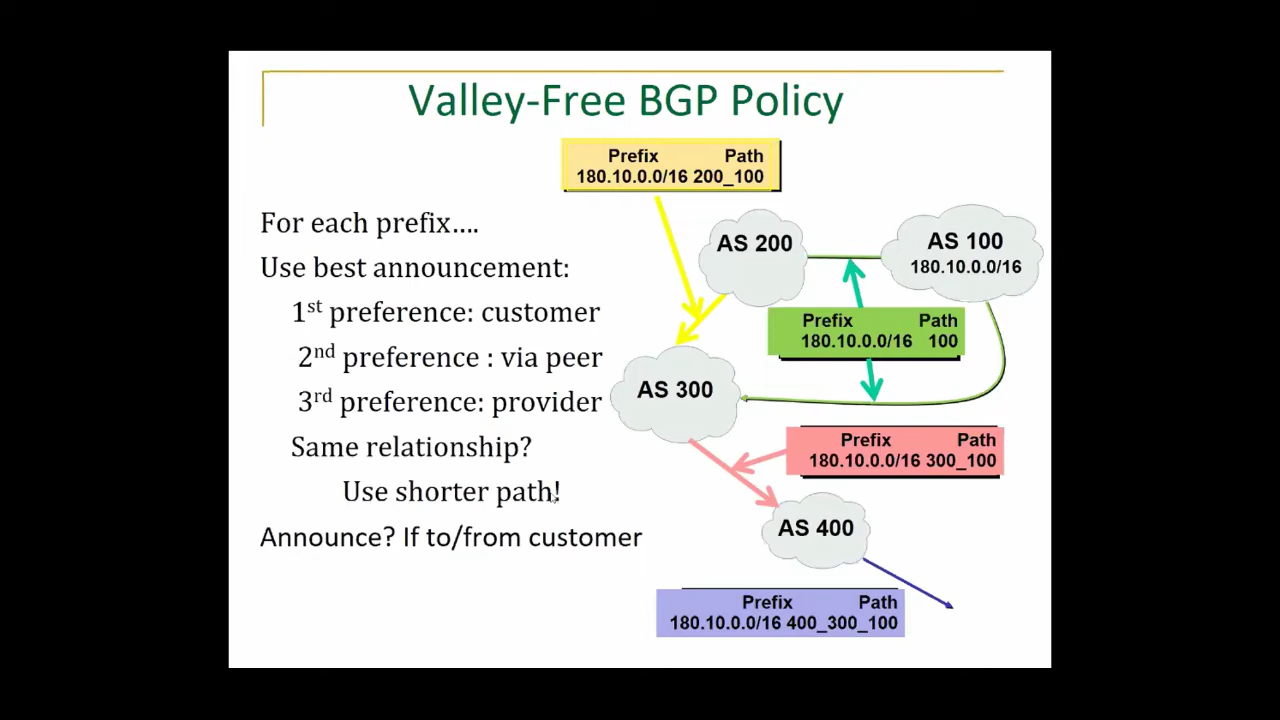 Valley-Free BGP Policy
Prefix Path
180.10.0.0/16 200_100
For each prefix….
Use best announcement:
1st preference: customer
2nd preference : via peer
3rd preference: provider
Same relationship?
Use shorter path!
Announce? If to/from customer
AS 200
AS 100
180.10.0.0/16
Prefix Path
180.10.0.0/16 100
AS 300
Prefix Path
180.10.0.0/16 300_100
AS 400
Prefix Path
180.10.0.0/16 400_300_100